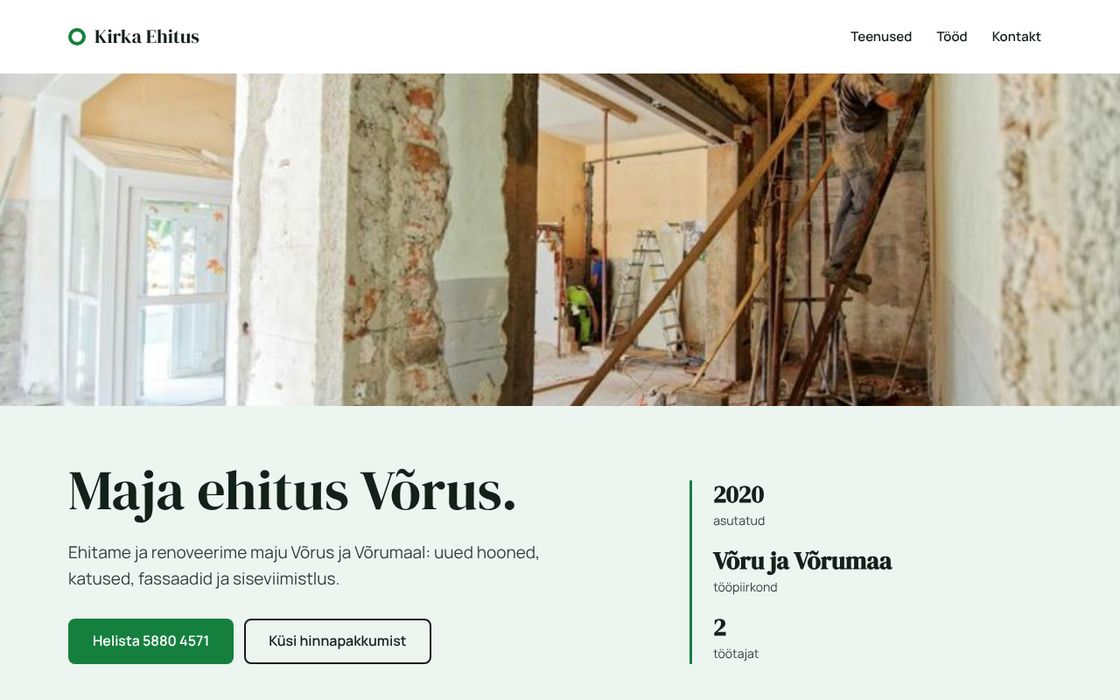 Kirka Ehitus
Teenused
Tööd
Kontakt
Maja ehitus Võrus.
Ehitame ja renoveerime maju Võrus ja Võrumaal: uued hooned,
katused, fassaadid ja siseviimistlus.
Helista 5880 4571
Küsi hinnapakkumist
2020
asutatud
Võru ja Võrumaa
tööpiirkond
2
töötajat